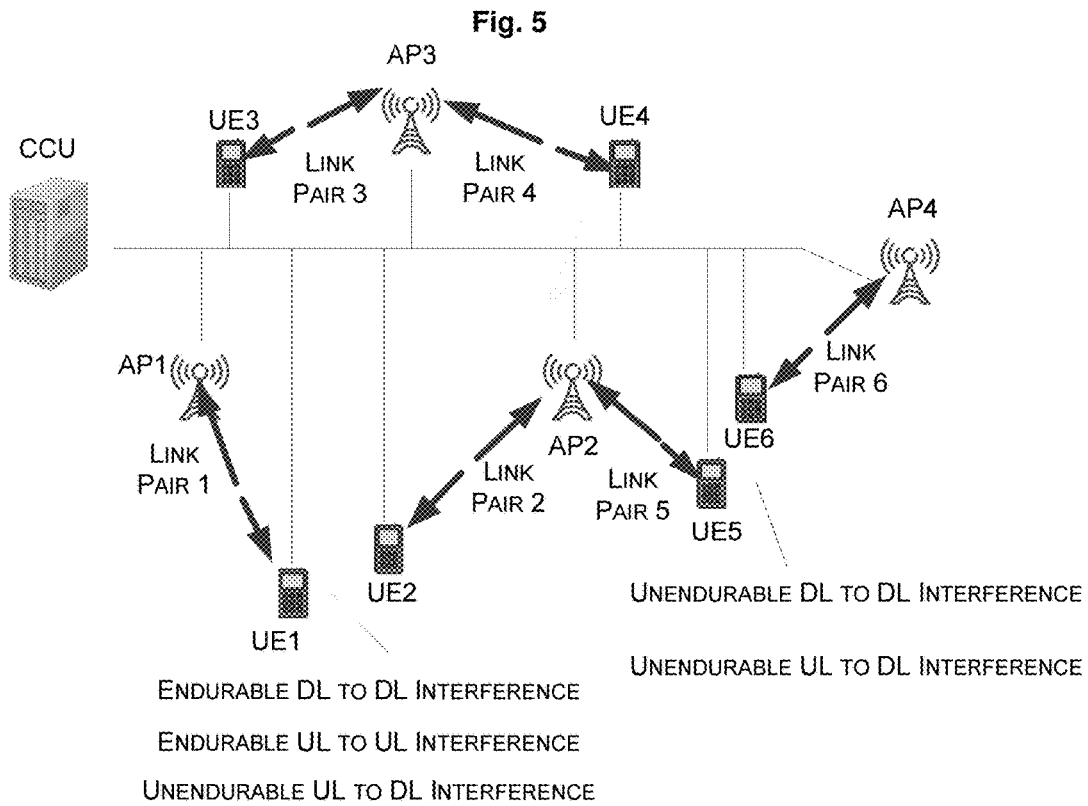 Fig. 5
AP3
UE3
UE4
CCU
LINK
PAIR 3
LINK
PAIR 4
AP4
AP1
LINK
PAIR 6
UE6
AP2
LINK
PAIR 1
LINK
PAIR 2
LINK
PAIR 5
UE5
UE2
UE1
UNENDURABLE DL TO DL INTERFERENCE
UNENDURABLE UL TO DL INTERFERENCE
ENDURABLE DL TO DL INTERFERENCE
ENDURABLE UL TO UL INTERFERENCE
UNENDURABLE UL TO DL INTERFERENCE